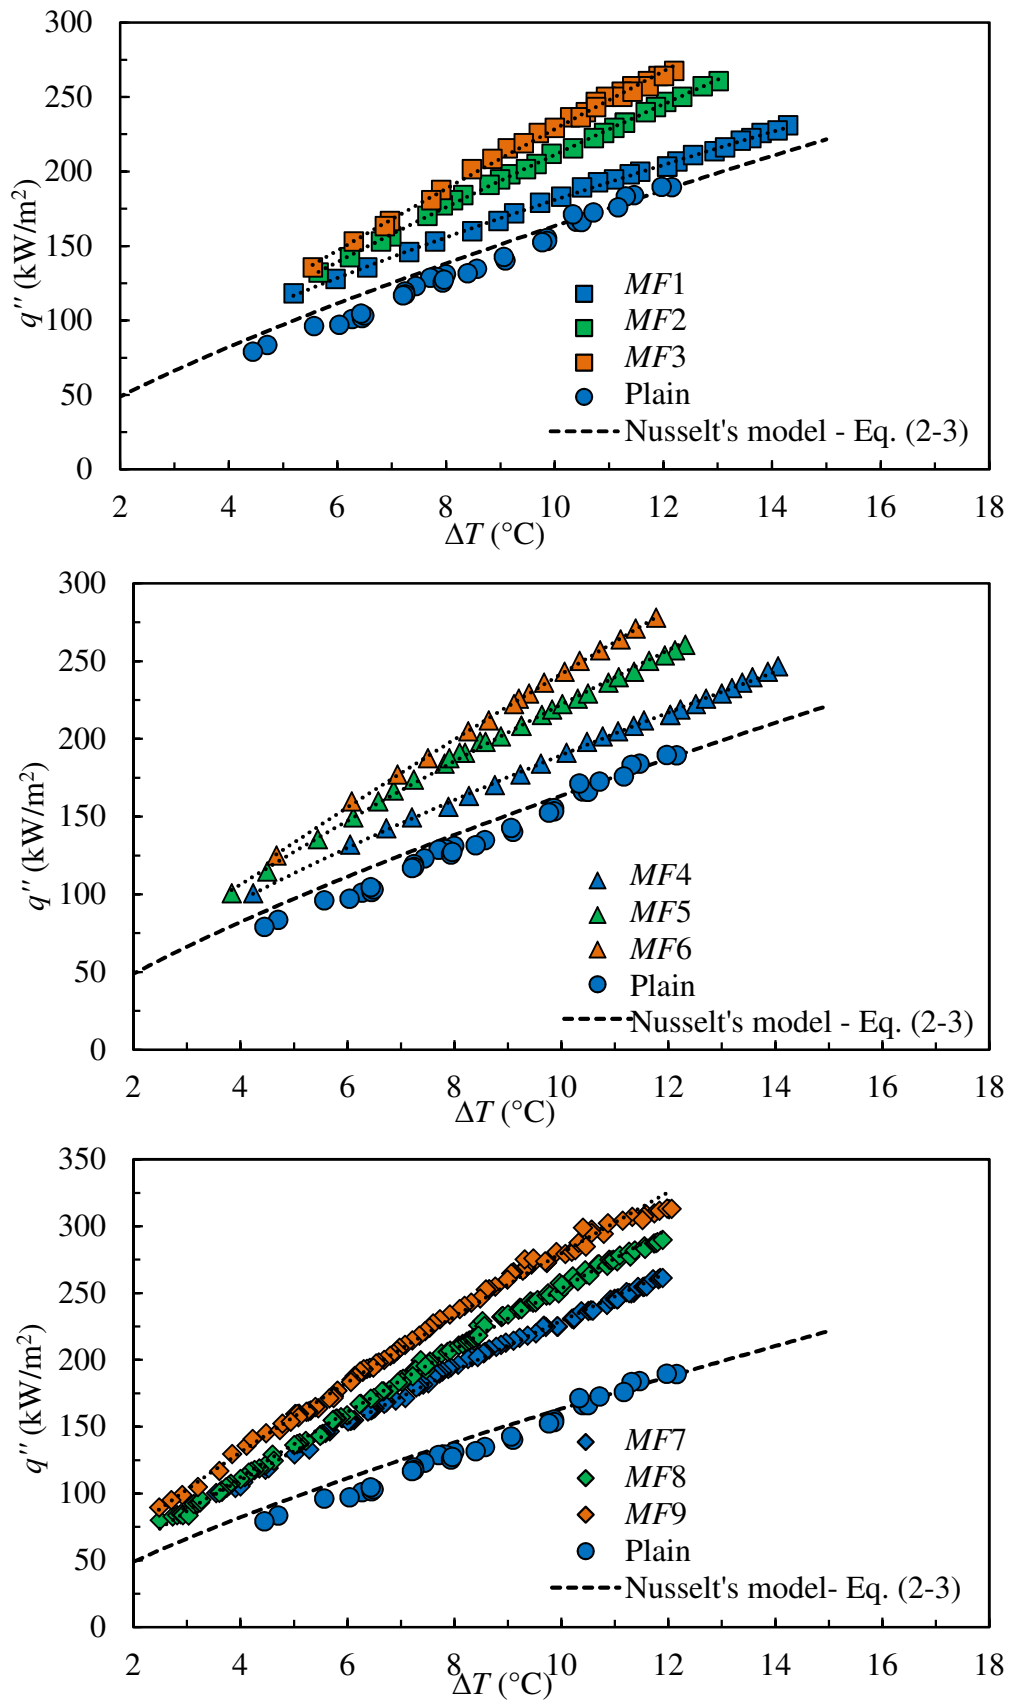 300
250
200
150
100
50
0
q″ (kW/m²)
MF1
MF2
MF3
Plain
Nusselt's model - Eq. (2-3)
2 4 6 8 10 12 14 16 18
ΔT (°C)
300
250
200
150
100
50
0
q″ (kW/m²)
MF4
MF5
MF6
Plain
Nusselt's model - Eq. (2-3)
2 4 6 8 10 12 14 16 18
ΔT (°C)
350
300
250
200
150
100
50
0
q″ (kW/m²)
MF7
MF8
MF9
Plain
Nusselt's model- Eq. (2-3)
2 4 6 8 10 12 14 16 18
ΔT (°C)